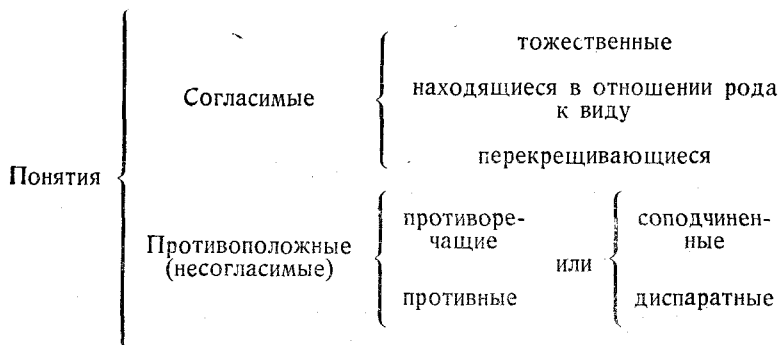 тожественные
Согласимые
находящиеся в отношении рода
к виду
перекрещивающиеся
Понятия
Противоположные
(несогласимые)
противоре-
чащие
противные
или
соподчинен-
ные
диспаратные